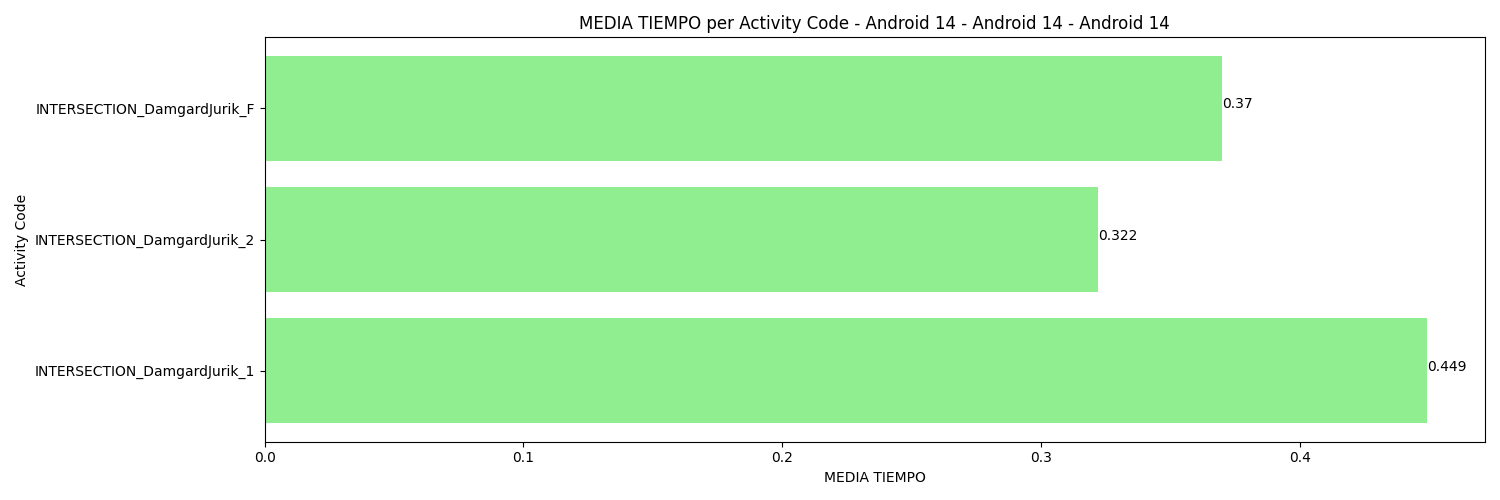 MEDIA TIEMPO per Activity Code - Android 14 - Android 14 - Android 14
Activity Code
INTERSECTION_DamgardJurik_F
0.37
INTERSECTION_DamgardJurik_2
0.322
INTERSECTION_DamgardJurik_1
0.449
0.0 0.1 0.2 0.3 0.4
MEDIA TIEMPO